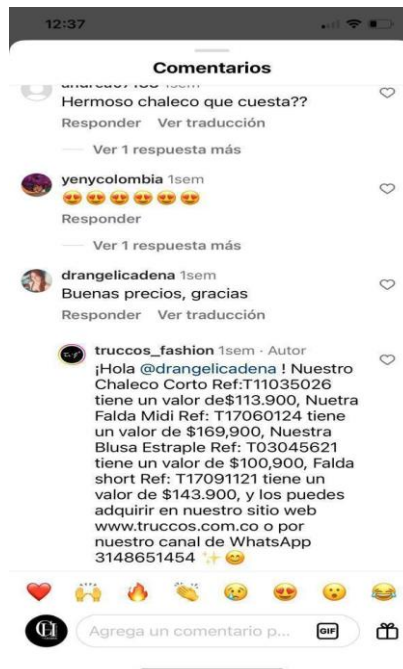 12:37
Comentarios
1sem
Hermoso chaleco que cuesta??
Responder Ver traducción
Ver 1 respuesta más
yenycolombia 1sem
😍😍😍😍😍😍
Responder
Ver 1 respuesta más
drangelicadena 1sem
Buenas precios, gracias
Responder Ver traducción
truccos_fashion 1sem · Autor
¡Hola @drangelicadena ! Nuestro
Chaleco Corto Ref:T11035026
tiene un valor de$113.900, Nuetra
Falda Midi Ref: T17060124 tiene
un valor de $169,900, Nuestra
Blusa Estraple Ref: T03045621
tiene un valor de $100,900, Falda
short Ref: T17091121 tiene un
valor de $143.900, y los puedes
adquirir en nuestro sitio web
www.truccos.com.co o por
nuestro canal de WhatsApp
3148651454 ✨😊
❤️🙌🔥👏😢😍😮😂
Agrega un comentario p... GIF